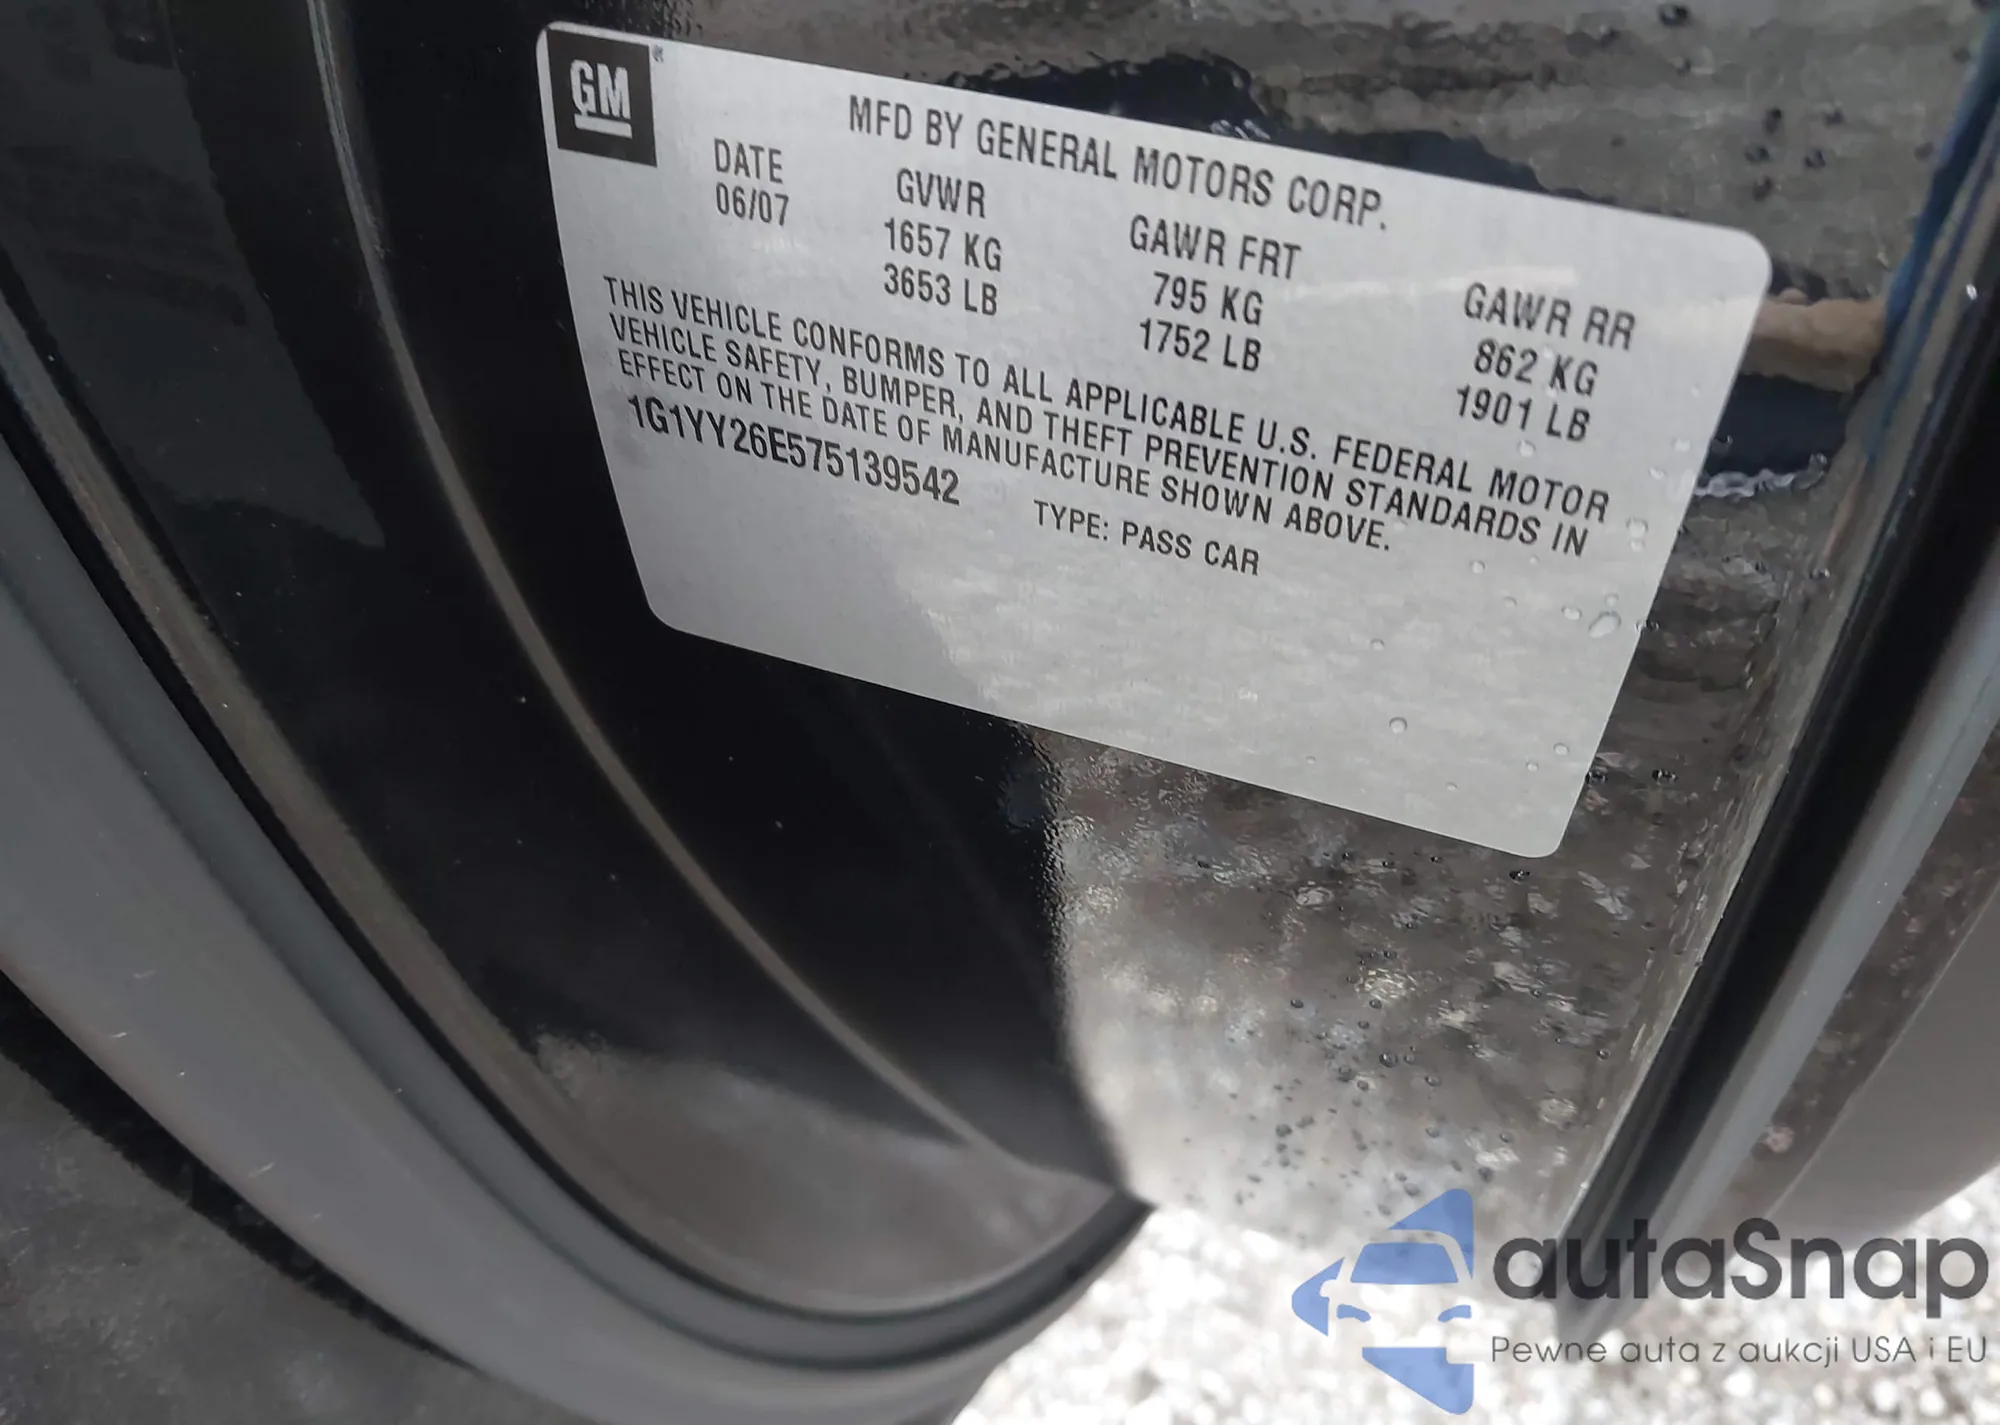 GM
MFD BY GENERAL MOTORS CORP.
DATE GVWR GAWR FRT GAWR RR
06/07 1657 KG 795 KG 862 KG
3653 LB 1752 LB 1901 LB
THIS VEHICLE CONFORMS TO ALL APPLICABLE U.S. FEDERAL MOTOR
VEHICLE SAFETY, BUMPER, AND THEFT PREVENTION STANDARDS IN
EFFECT ON THE DATE OF MANUFACTURE SHOWN ABOVE.
1G1YY26E575139542 TYPE: PASS CAR
autaSnap
Pewne auta z aukcji USA i EU